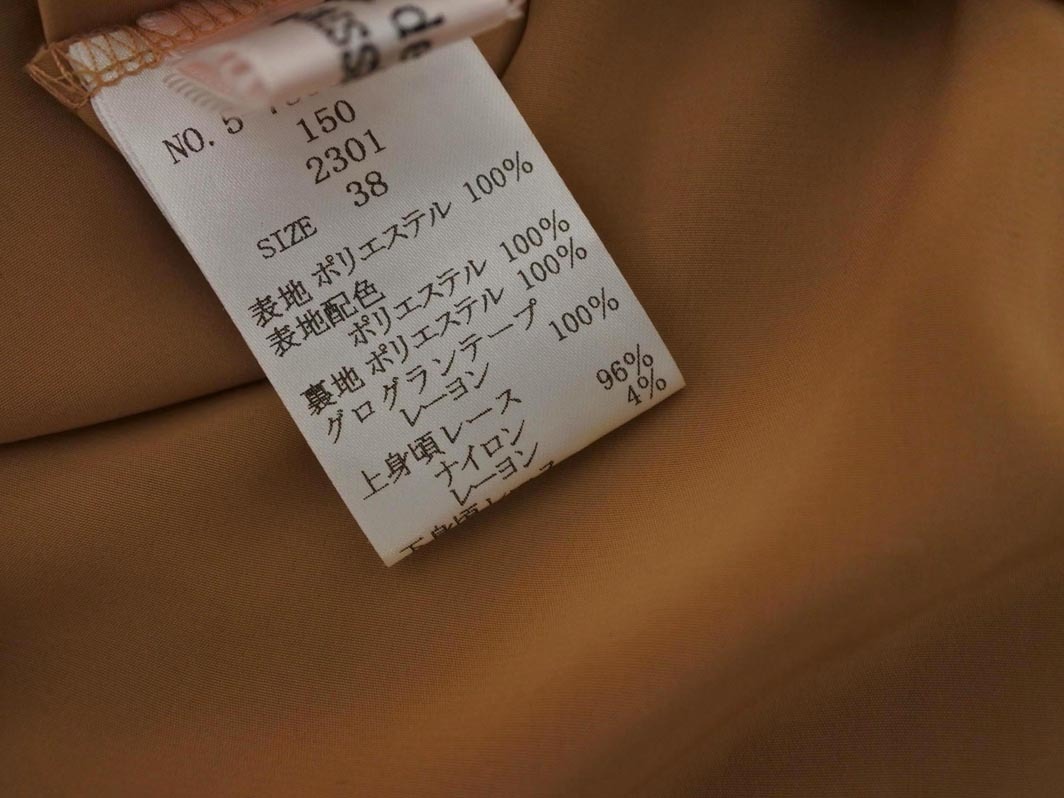 NO. 5
150
2301
SIZE 38
表地 ポリエステル 100%
表地配色
ポリエステル 100%
裏地 ポリエステル 100%
グログランテープ
レーヨン 100%
上身頃レース
ナイロン 96%
レーヨン 4%